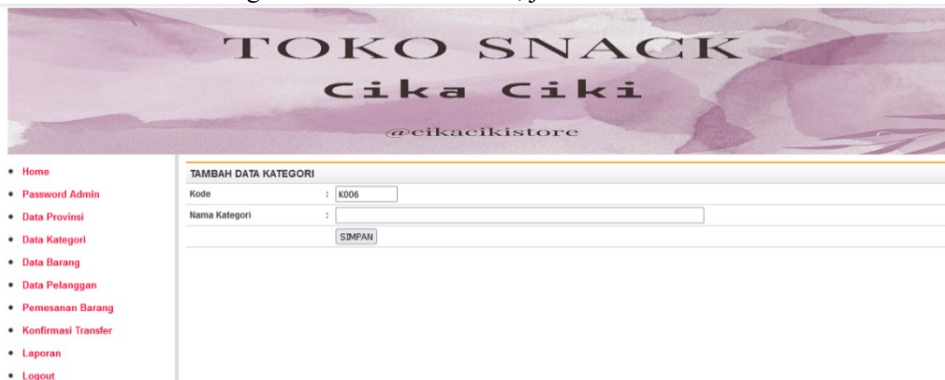 TOKO SNACK
Cika Ciki
@cikacikistore
Home
Password Admin
Data Provinsi
Data Kategori
Data Barang
Data Pelanggan
Pemesanan Barang
Konfirmasi Transfer
Laporan
Logout
TAMBAH DATA KATEGORI
Kode : K006
Nama Kategori :
SIMPAN